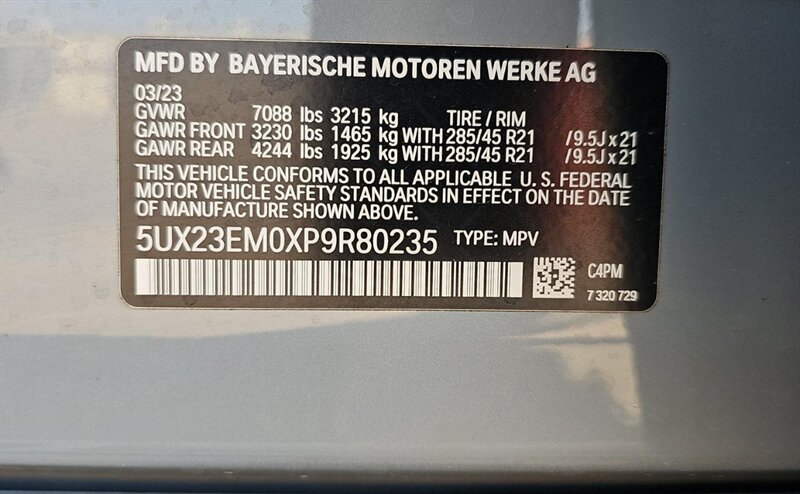 MFD BY BAYERISCHE MOTOREN WERKE AG
03/23
GVWR 7088 lbs 3215 kg TIRE / RIM
GAWR FRONT 3230 lbs 1465 kg WITH 285/45 R21 /9.5J x 21
GAWR REAR 4244 lbs 1925 kg WITH 285/45 R21 /9.5J x 21
THIS VEHICLE CONFORMS TO ALL APPLICABLE U. S. FEDERAL
MOTOR VEHICLE SAFETY STANDARDS IN EFFECT ON THE DATE
OF MANUFACTURE SHOWN ABOVE.
5UX23EM0XP9R80235 TYPE: MPV
C4PM
7 320 729